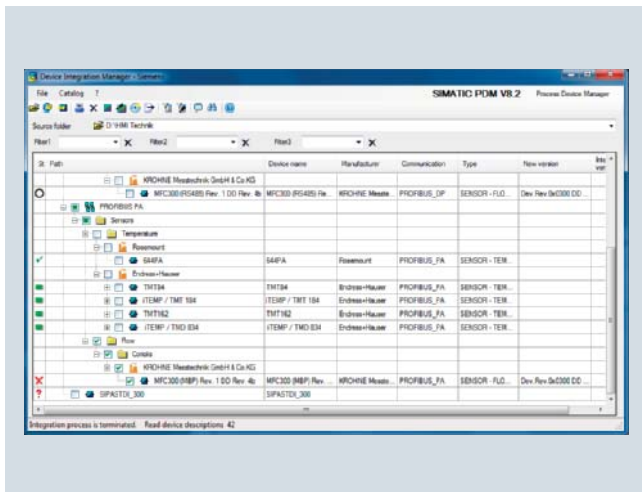 Device Integration Manager - Siemens
File Catalog ?
SIMATIC PDM V8.2 Process Device Manager
Source folder D:\HMI Technik
Filter1 Filter2 Filter3
Path Device name Manufacturer Communication Type New version
KROHNE Messtechnik GmbH & Co KG
MFC300 (RS485) Rev. 1 DD Rev. 4b MFC300 (RS485) Re... KROHNE Messte... PROFIBUS_DP SENSOR - FLO... Dev.Rev.0x0300 DD ...
PROFIBUS PA
Sensors
Temperature
Rosemount
644PA 644PA Rosemount PROFIBUS_PA SENSOR - TEM...
Endress+Hauser
TMT84 TMT84 Endress+Hauser PROFIBUS_PA SENSOR - TEM...
iTEMP / TMT 184 iTEMP / TMT 184 Endress+Hauser PROFIBUS_PA SENSOR - TEM...
TMT162 TMT162 Endress+Hauser PROFIBUS_PA SENSOR - TEM...
iTEMP / TMD 834 iTEMP / TMD 834 Endress+Hauser PROFIBUS_PA SENSOR - TEM...
Flow
Coriolis
KROHNE Messtechnik GmbH & Co KG
MFC300 (MBP) Rev. 1 DD Rev. 4b MFC300 (MBP) Rev. ... KROHNE Messte... PROFIBUS_PA SENSOR - FLO... Dev.Rev.0x0300 DD ...
SIPASTDI_300 SIPASTDI_300
Integration process is terminated. Read device descriptions 42